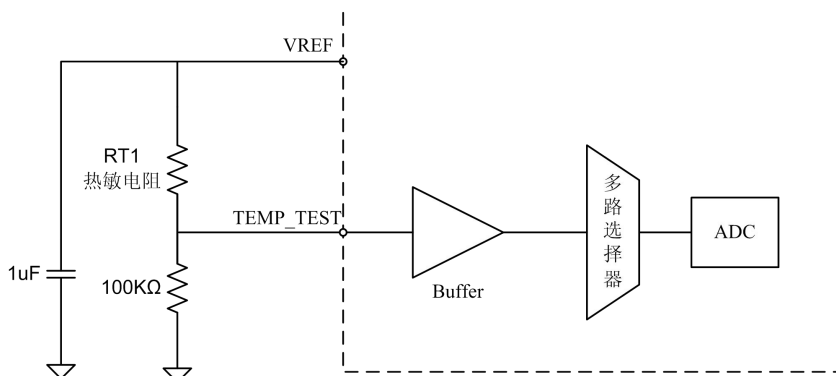 VREF
RT1
热敏电阻
TEMP_TEST
1uF
100KΩ
Buffer
多路选择器
ADC